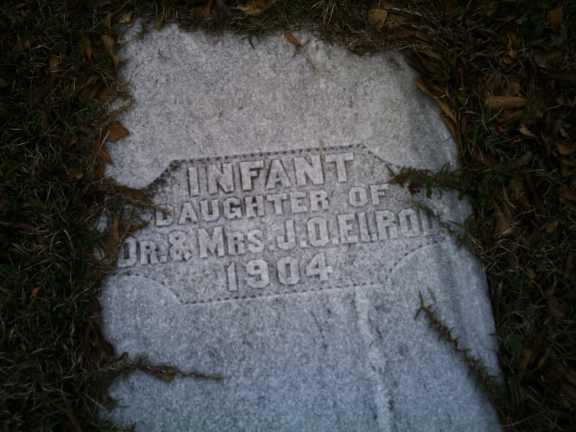 INFANT
DAUGHTER OF
DR. & MRS. J. O. ELROD
1904